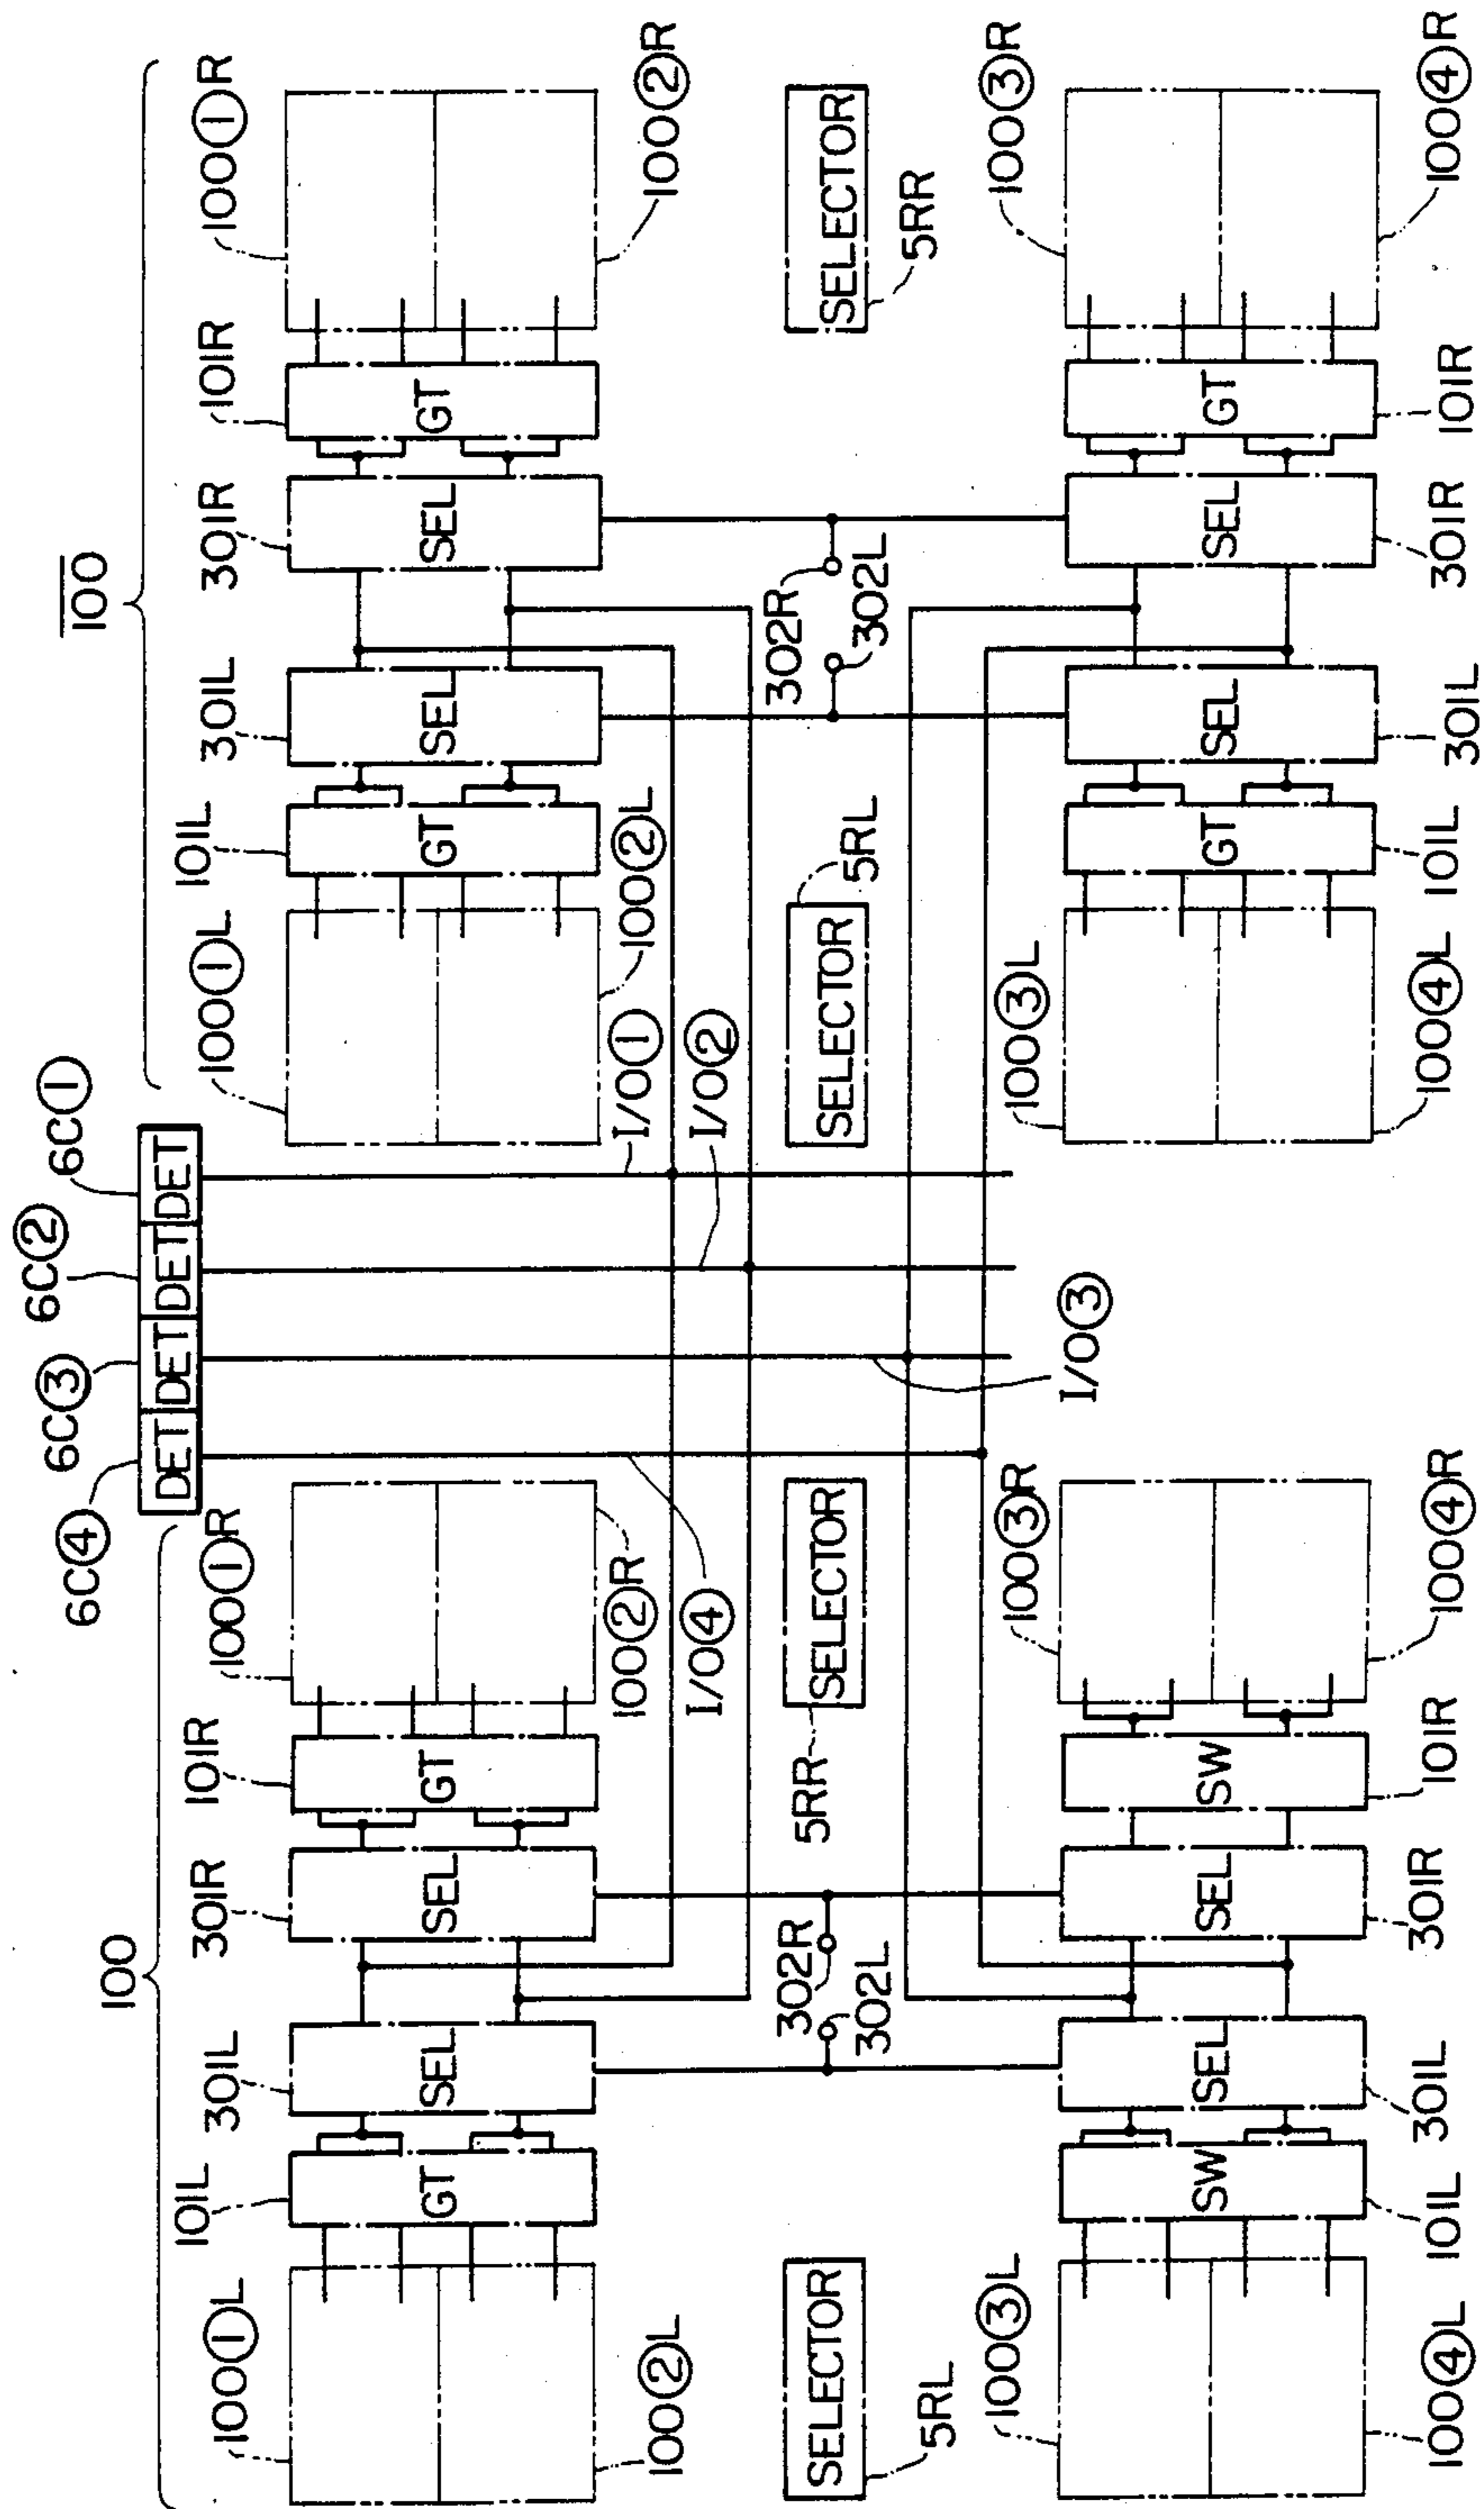 6C④ 6C③ 6C② 6C①
100 1̅0̅0̅
DET DET DET DET
100①L 101L 301L 301R 101R 100①R 100①L 101L 301L 301R 101R 100①R
GT SEL SEL GT GT SEL SEL GT
100②L 100②R I/O① 100②L 100②R
I/O④ I/O②
302R 5RR 302R
SELECTOR SELECTOR SELECTOR SELECTOR
5RL 302L 5RL 302L 5RR
100③L 100③R I/O③ 100③L 100③R
SW SEL SEL SW GT SEL SEL GT
100④L 101L 301L 301R 101R 100④R 100④L 101L 301L 301R 101R 100④R